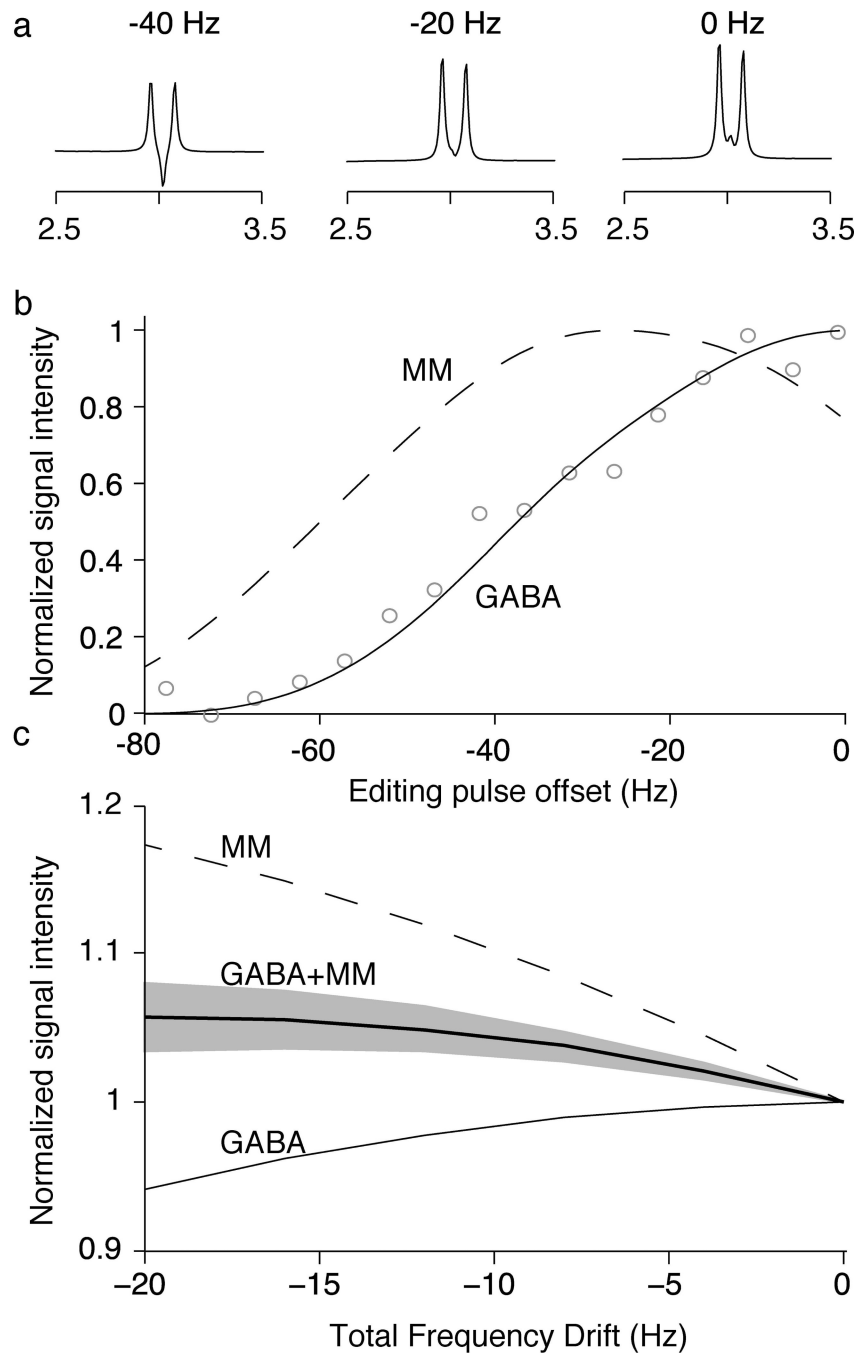 a
-40 Hz
-20 Hz
0 Hz
2.5 3.5
2.5 3.5
2.5 3.5
b
Normalized signal intensity
1
0.8
0.6
0.4
0.2
0
MM
GABA
-80 -60 -40 -20 0
Editing pulse offset (Hz)
c
Normalized signal intensity
1.2
1.1
1
0.9
MM
GABA+MM
GABA
−20 −15 −10 −5 0
Total Frequency Drift (Hz)